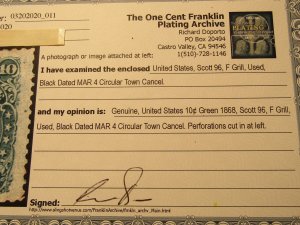 03202020_011
020
The One Cent Franklin
Plating Archive
Richard Doporto
PO Box 20494
Castro Valley, CA 94546
1(510)-728-1146
A photograph or image attached at left:
I have examined the enclosed United States, Scott 96, F Grill, Used,
Black Dated MAR 4 Circular Town Cancel.
and my opinion is: Genuine, United States 10¢ Green 1868, Scott 96, F Grill,
Used, Black Dated MAR 4 Circular Town Cancel. Perforations cut in at left.
10
Signed: